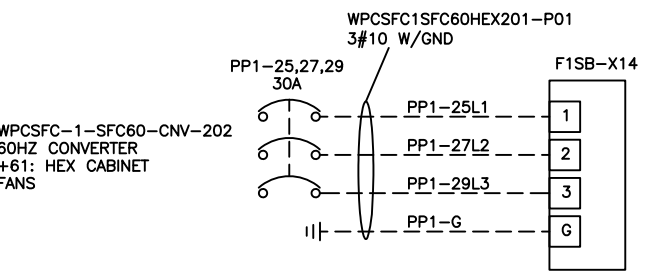 WPCSFC1SFC60HEX201-P01
3#10 W/GND
PP1-25,27,29
30A
F1SB-X14
WPCSFC-1-SFC60-CNV-202
60HZ CONVERTER
+61: HEX CABINET
FANS
PP1-25L1
1
PP1-27L2
2
PP1-29L3
3
PP1-G
G